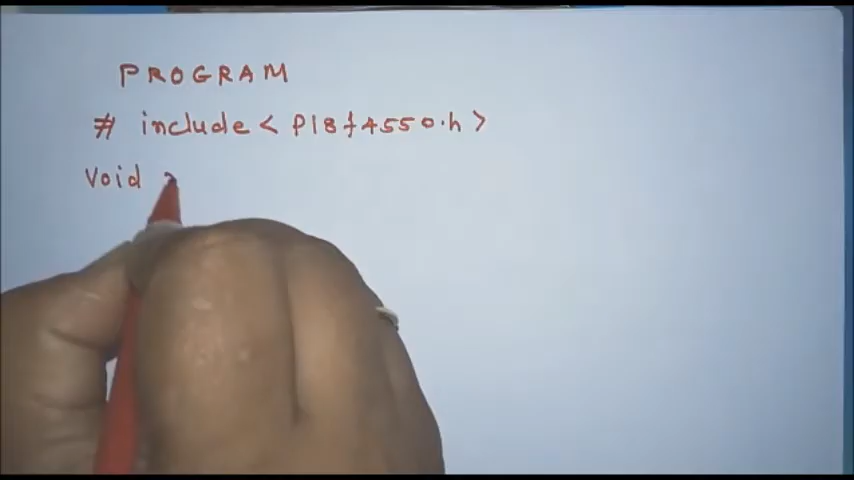 PROGRAM
# include < P18f4550.h >
Void